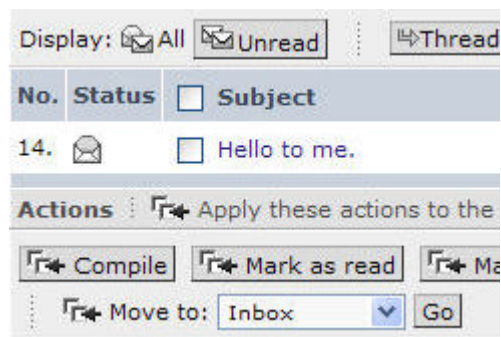 Display: All Unread Thread
No. Status Subject
14. Hello to me.
Actions Apply these actions to the
Compile Mark as read Ma
Move to: Inbox Go